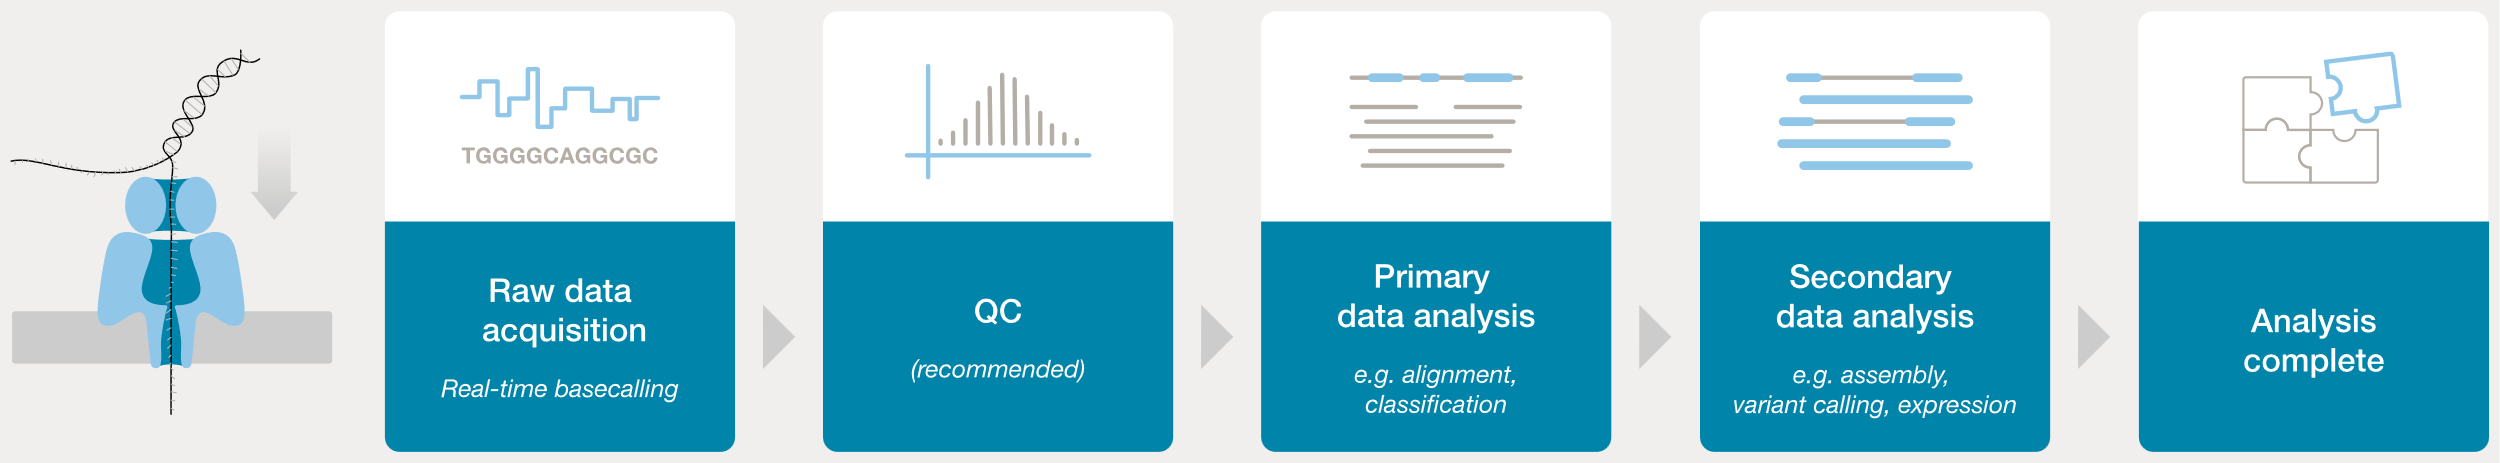 TGGGGCAGGCGC
Raw data
acquisition
Real-time basecalling
QC
(recommended)
Primary
data analysis
e.g. alignment,
classification
Secondary
data analysis
e.g. assembly,
variant calling, expression
Analysis
complete